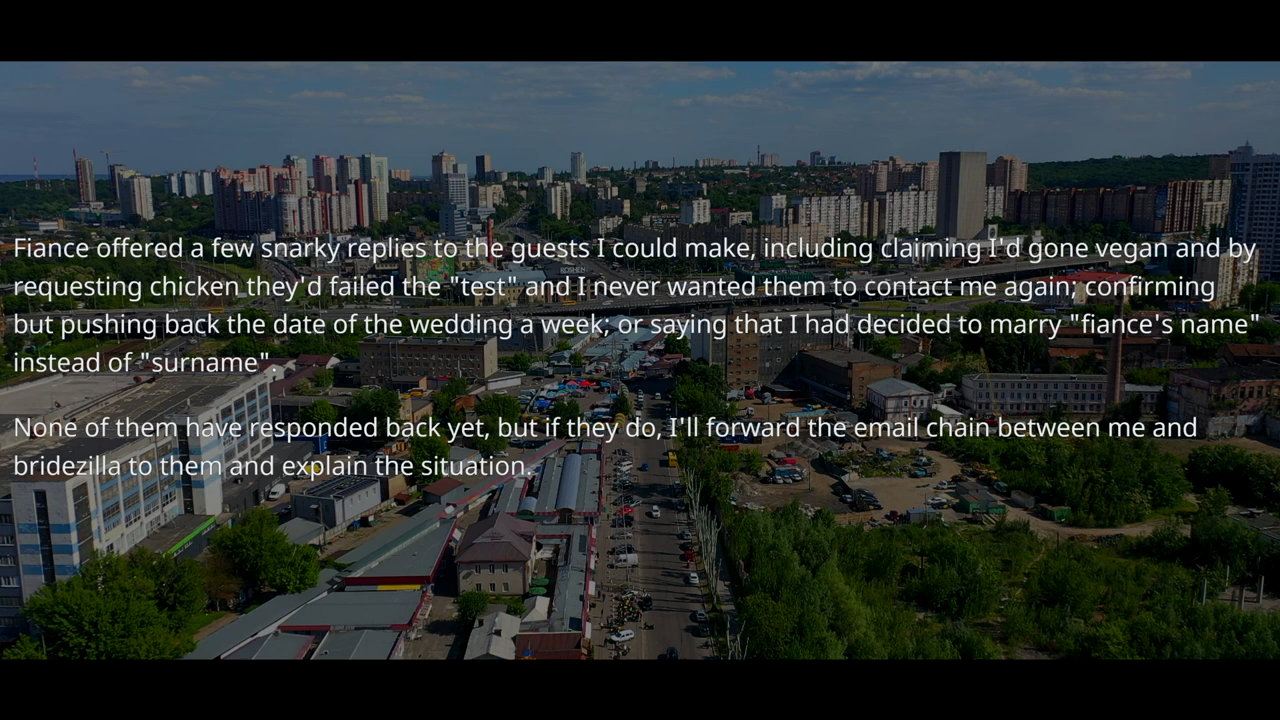 ROSHEN
Fiance offered a few snarky replies to the guests I could make, including claiming I'd gone vegan and by
requesting chicken they'd failed the "test" and I never wanted them to contact me again; confirming
but pushing back the date of the wedding a week; or saying that I had decided to marry "fiance's name"
instead of "surname".
None of them have responded back yet, but if they do, I'll forward the email chain between me and
bridezilla to them and explain the situation.